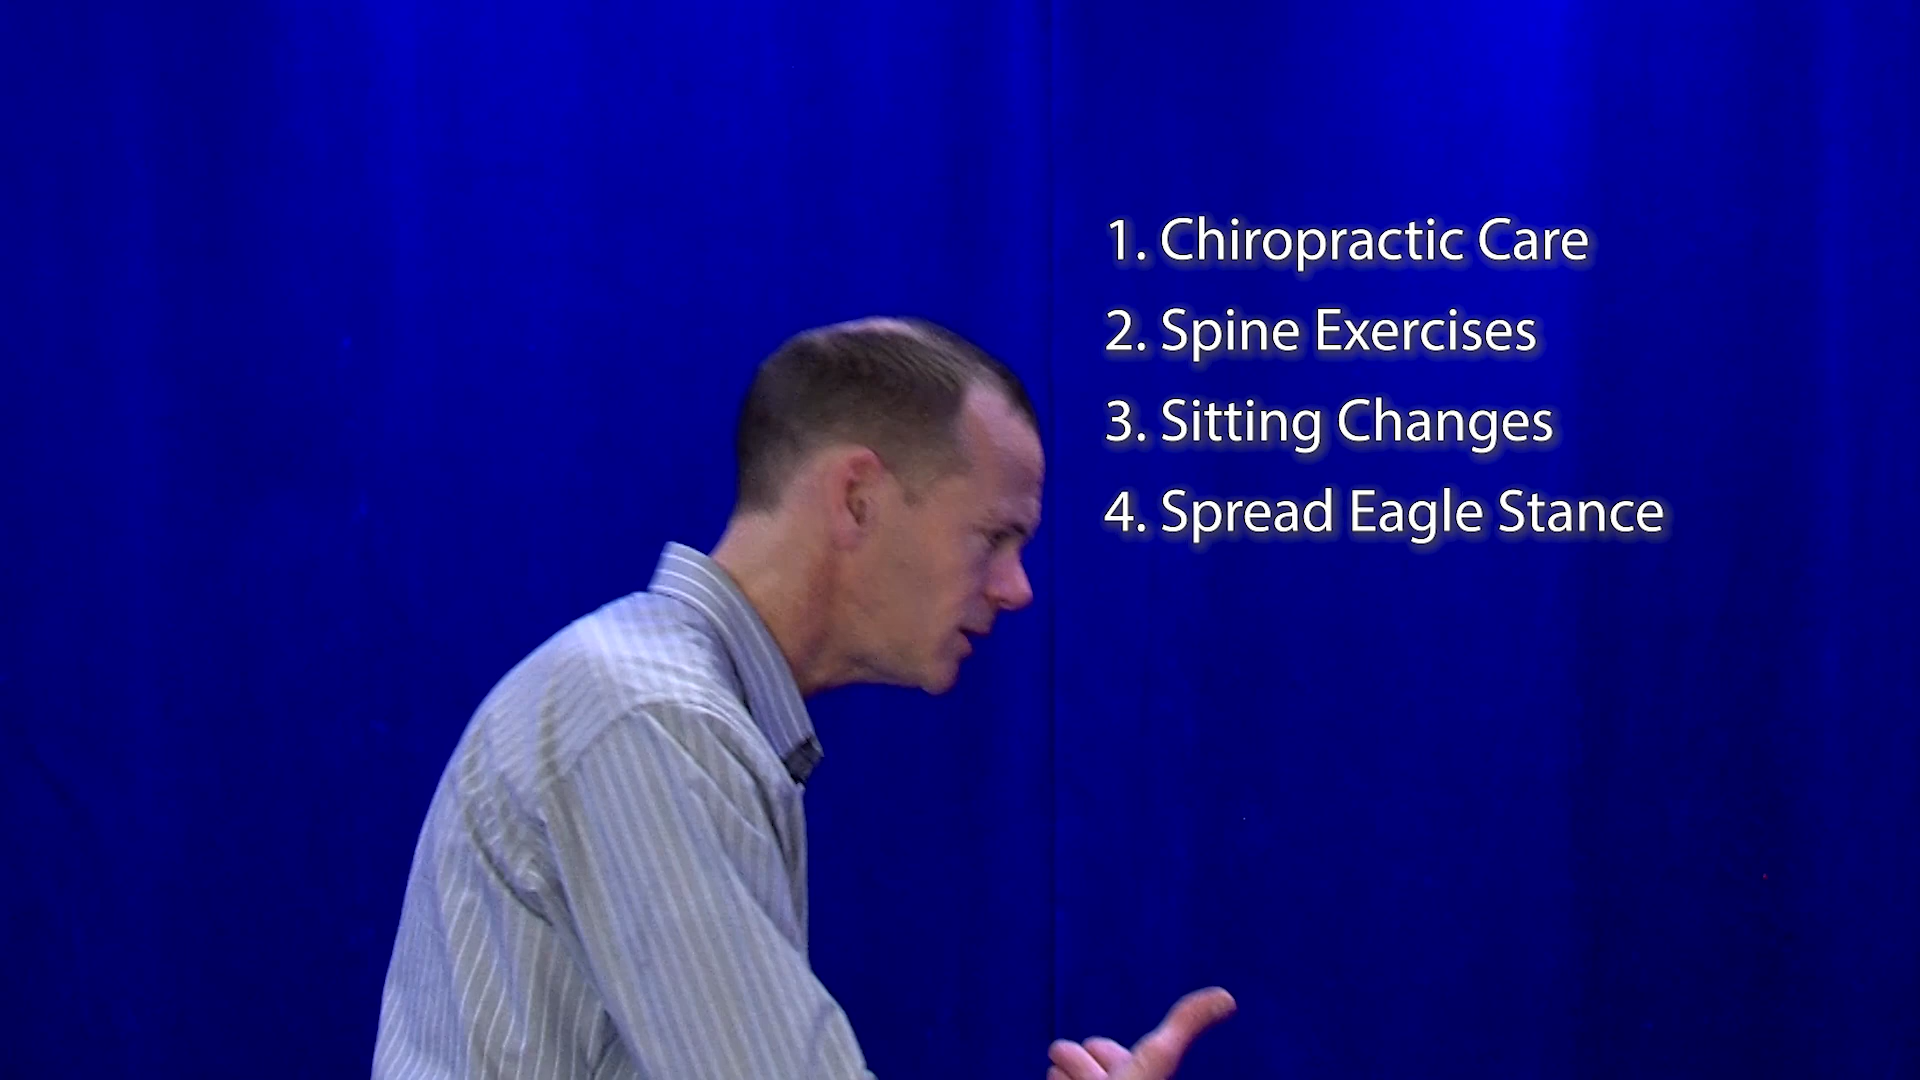 1. Chiropractic Care
2. Spine Exercises
3. Sitting Changes
4. Spread Eagle Stance